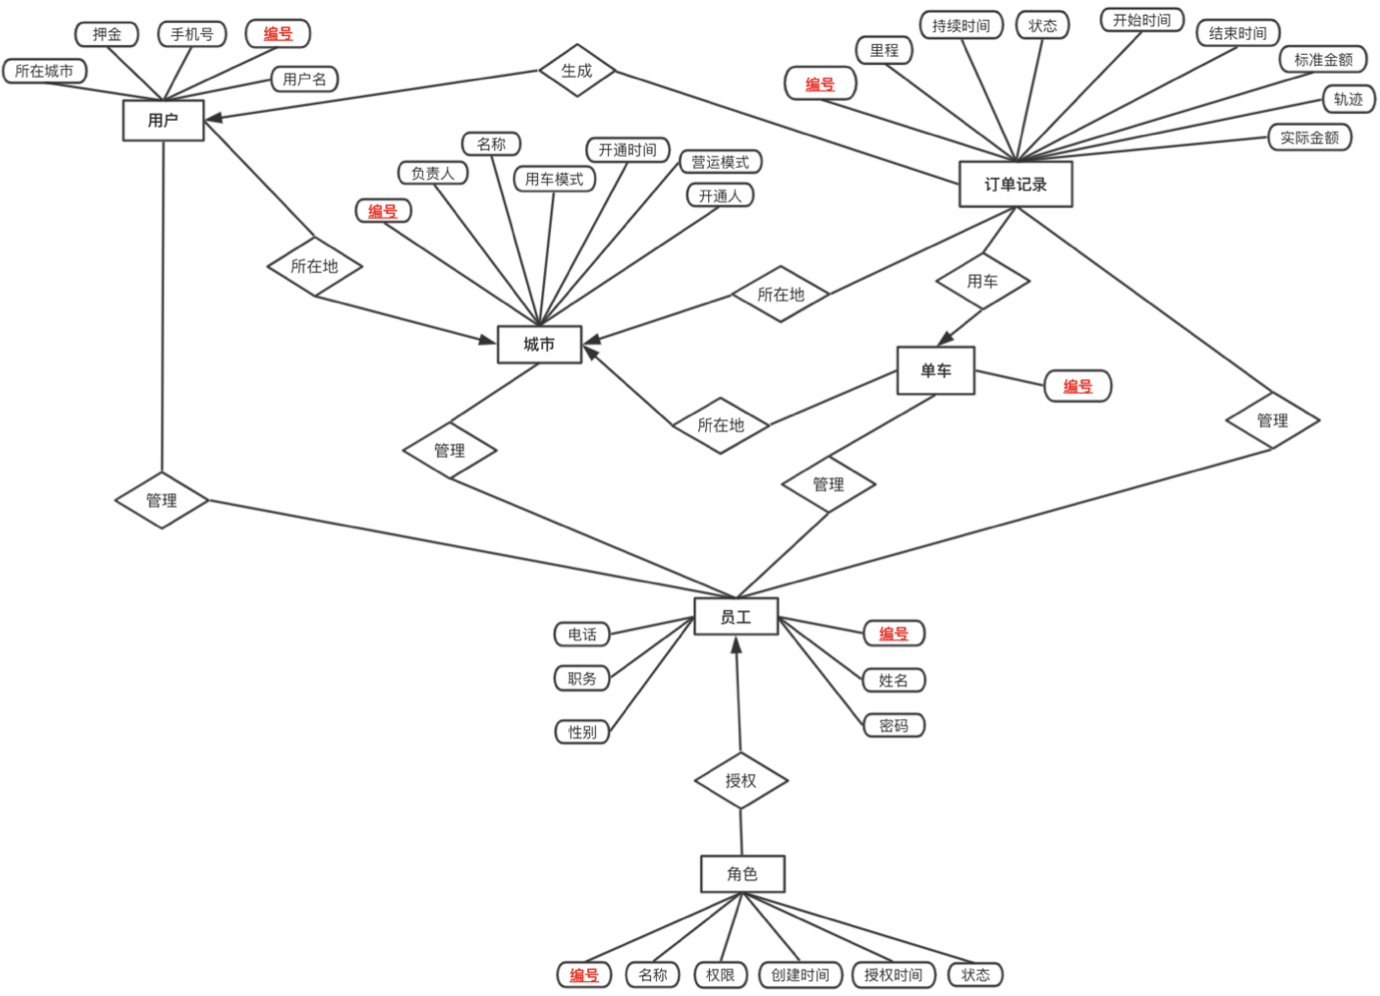 押金
手机号
编号
所在城市
用户名
用户
生成
里程
持续时间
状态
开始时间
结束时间
标准金额
编号
轨迹
实际金额
订单记录
编号
负责人
名称
用车模式
开通时间
营运模式
开通人
所在地
城市
所在地
用车
单车
编号
所在地
管理
管理
管理
管理
员工
电话
职务
性别
编号
姓名
密码
授权
角色
编号
名称
权限
创建时间
授权时间
状态